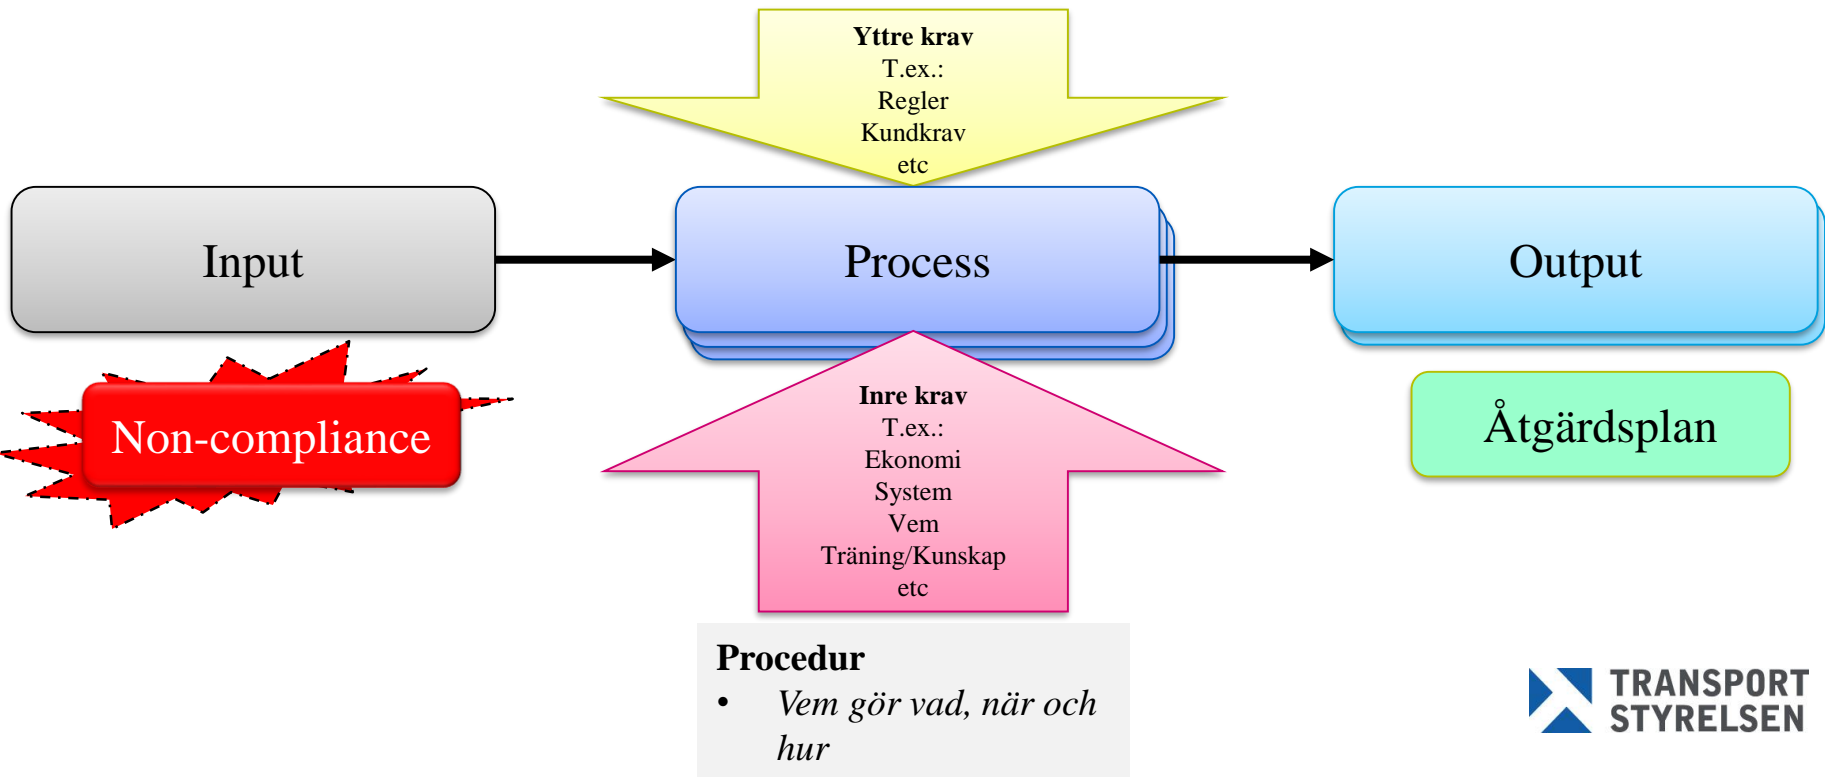 Yttre krav
T.ex.:
Regler
Kundkrav
etc
Input
Process
Output
Non-compliance
Inre krav
T.ex.:
Ekonomi
System
Vem
Träning/Kunskap
etc
Åtgärdsplan
Procedur
• Vem gör vad, när och
hur
TRANSPORT
STYRELSEN